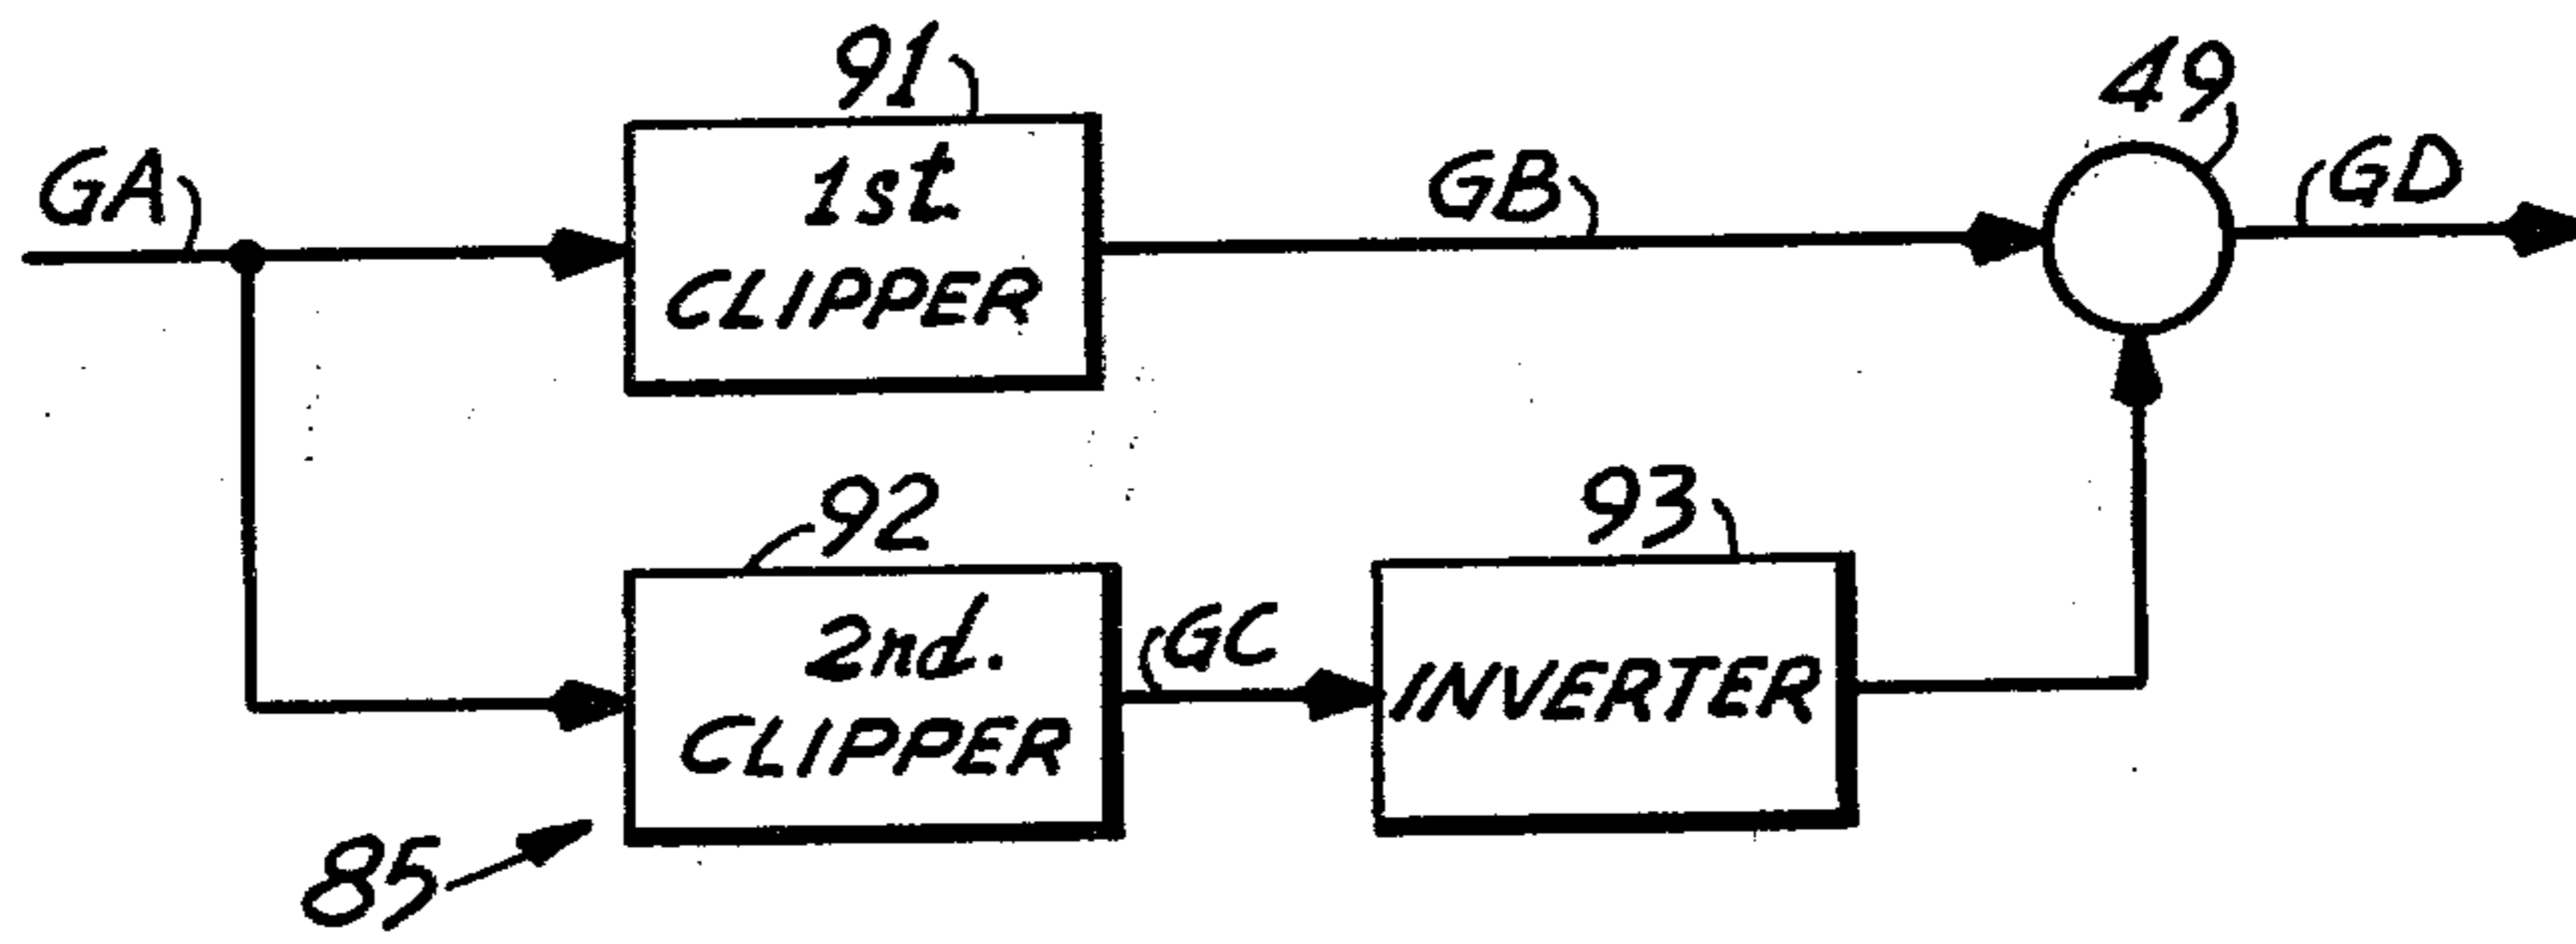 91
49
GA
1st.
CLIPPER
GB
GD
92
93
2nd.
CLIPPER
GC
INVERTER
85